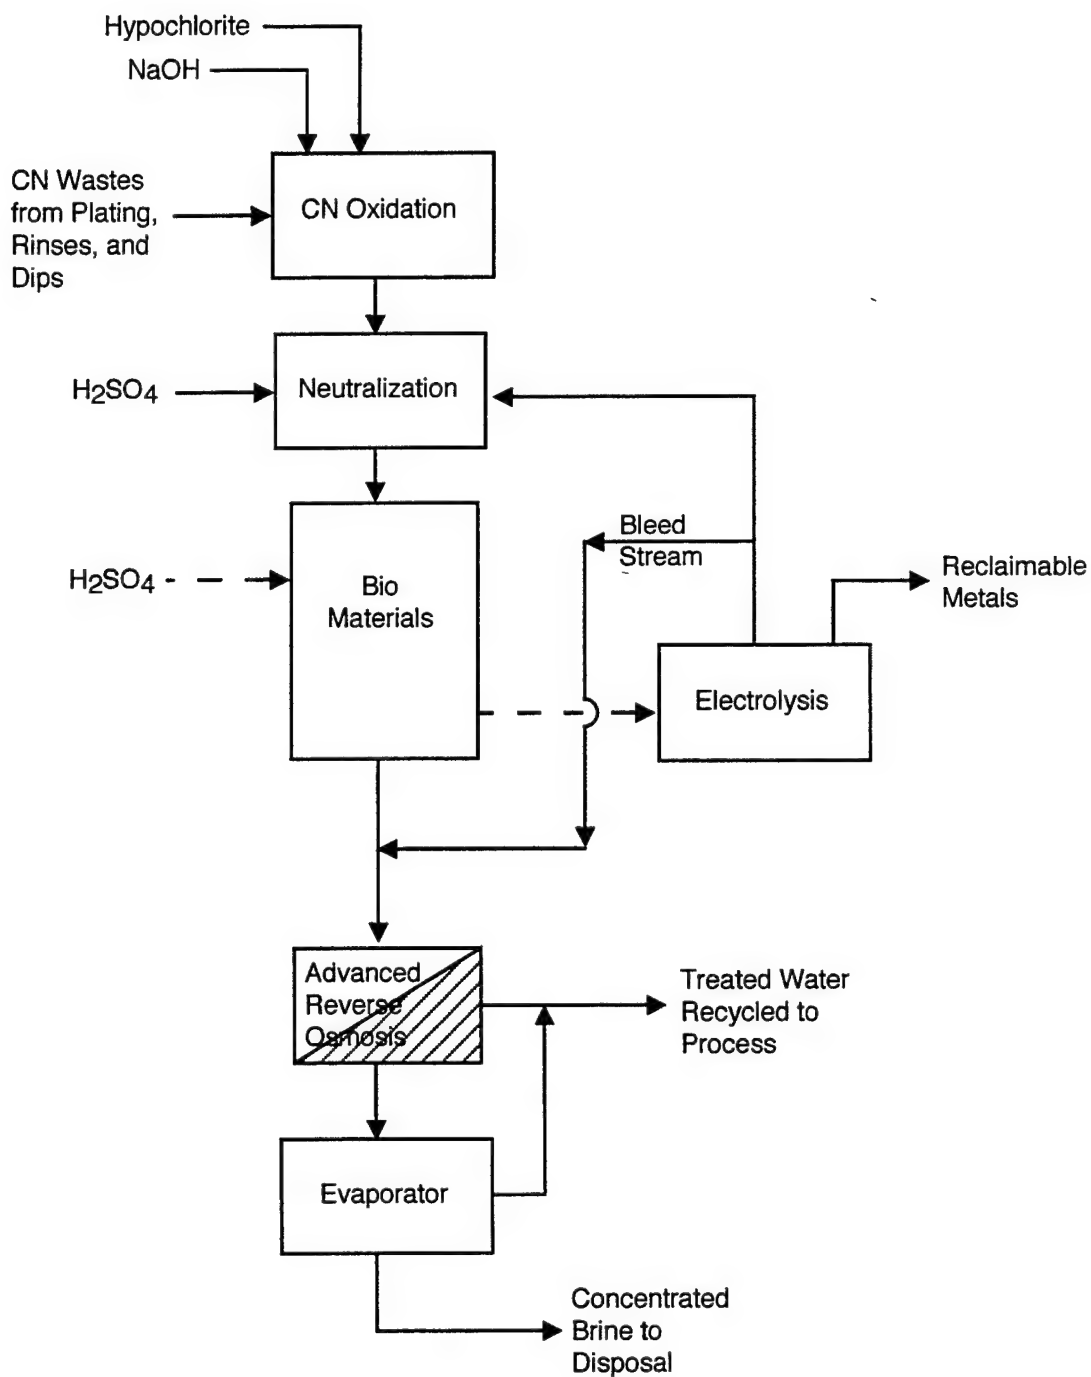 Hypochlorite
NaOH
CN Wastes
from Plating,
Rinses, and
Dips
CN Oxidation
H2SO4
Neutralization
Bleed
Stream
H2SO4
Bio
Materials
Reclaimable
Metals
Electrolysis
Advanced
Reverse
Osmosis
Treated Water
Recycled to
Process
Evaporator
Concentrated
Brine to
Disposal